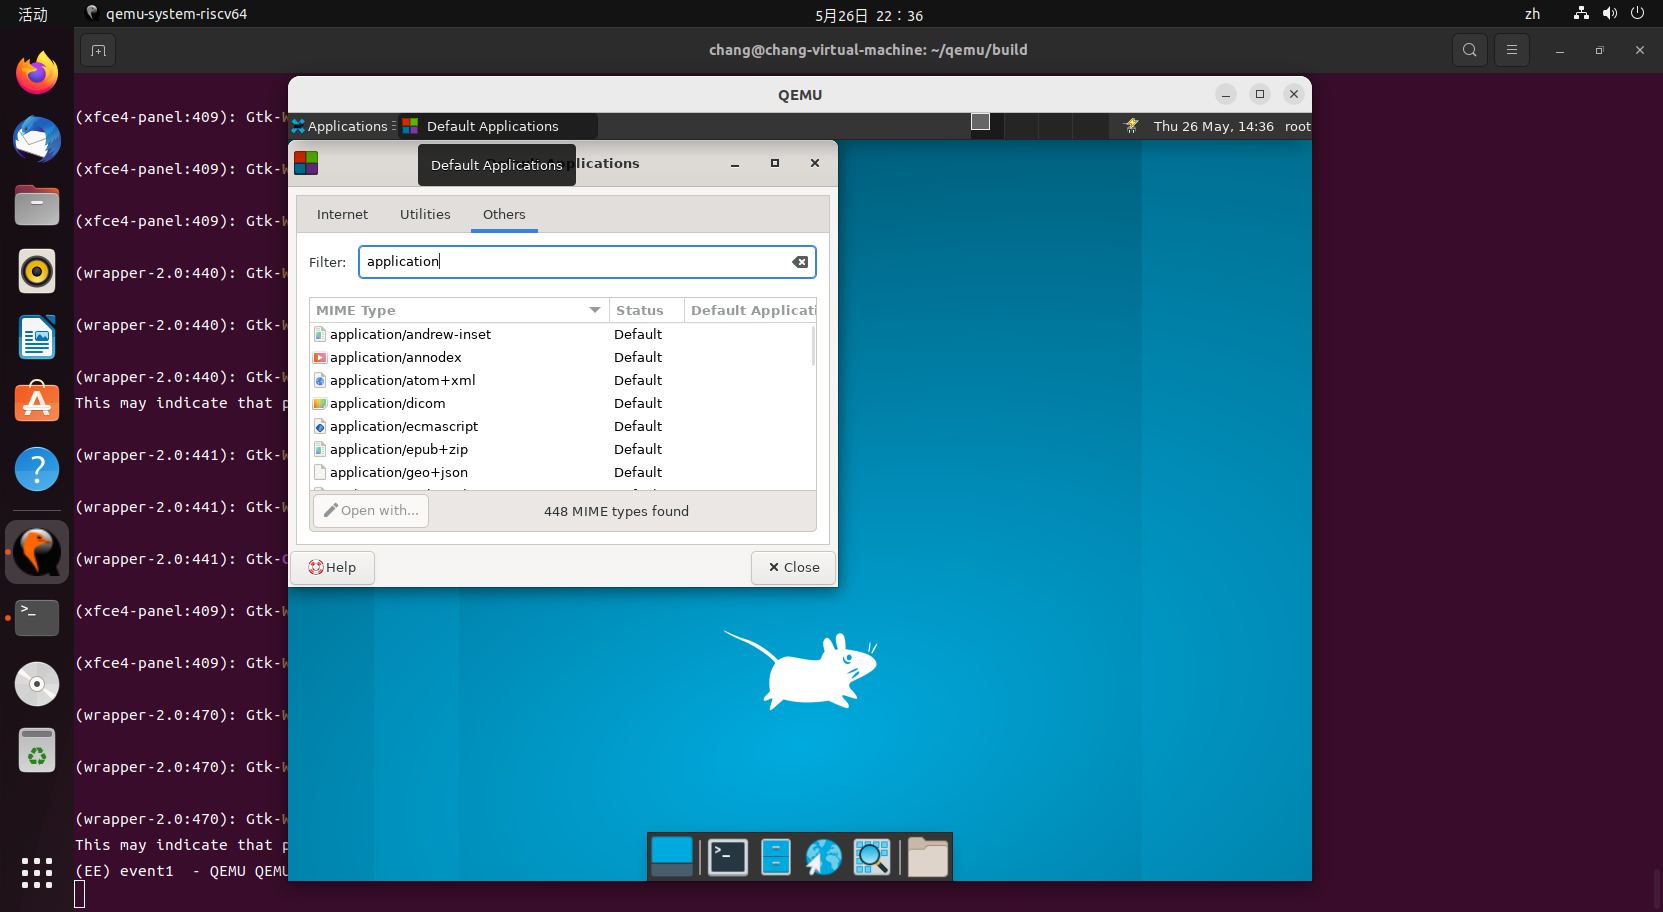 活动
qemu-system-riscv64
5月26日 22：36
zh
chang@chang-virtual-machine: ~/qemu/build
(xfce4-panel:409): Gtk-
(xfce4-panel:409): Gtk-
(xfce4-panel:409): Gtk-
(wrapper-2.0:440): Gtk-
(wrapper-2.0:440): Gtk-
(wrapper-2.0:440): Gtk-
This may indicate that
(wrapper-2.0:441): Gtk-
(wrapper-2.0:441): Gtk-
(wrapper-2.0:441): Gtk-
(xfce4-panel:409): Gtk-
(xfce4-panel:409): Gtk-
(wrapper-2.0:470): Gtk-
(wrapper-2.0:470): Gtk-
(wrapper-2.0:470): Gtk-
This may indicate that
(EE) event1  - QEMU QEMU
QEMU
Applications
Default Applications
Thu 26 May, 14:36
root
Default Applications
Internet
Utilities
Others
Filter:
application
MIME Type
Status
Default Applicati
application/andrew-inset
Default
application/annodex
Default
application/atom+xml
Default
application/dicom
Default
application/ecmascript
Default
application/epub+zip
Default
application/geo+json
Default
Open with...
448 MIME types found
Help
Close